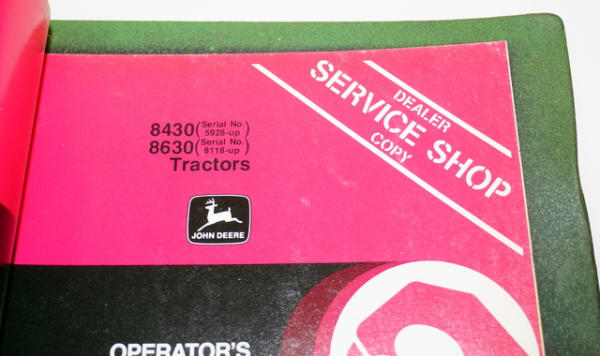 8430 (Serial No. 5928-up)
8630 (Serial No. 8118-up)
Tractors
JOHN DEERE
DEALER
SERVICE SHOP
COPY
OPERATOR'S